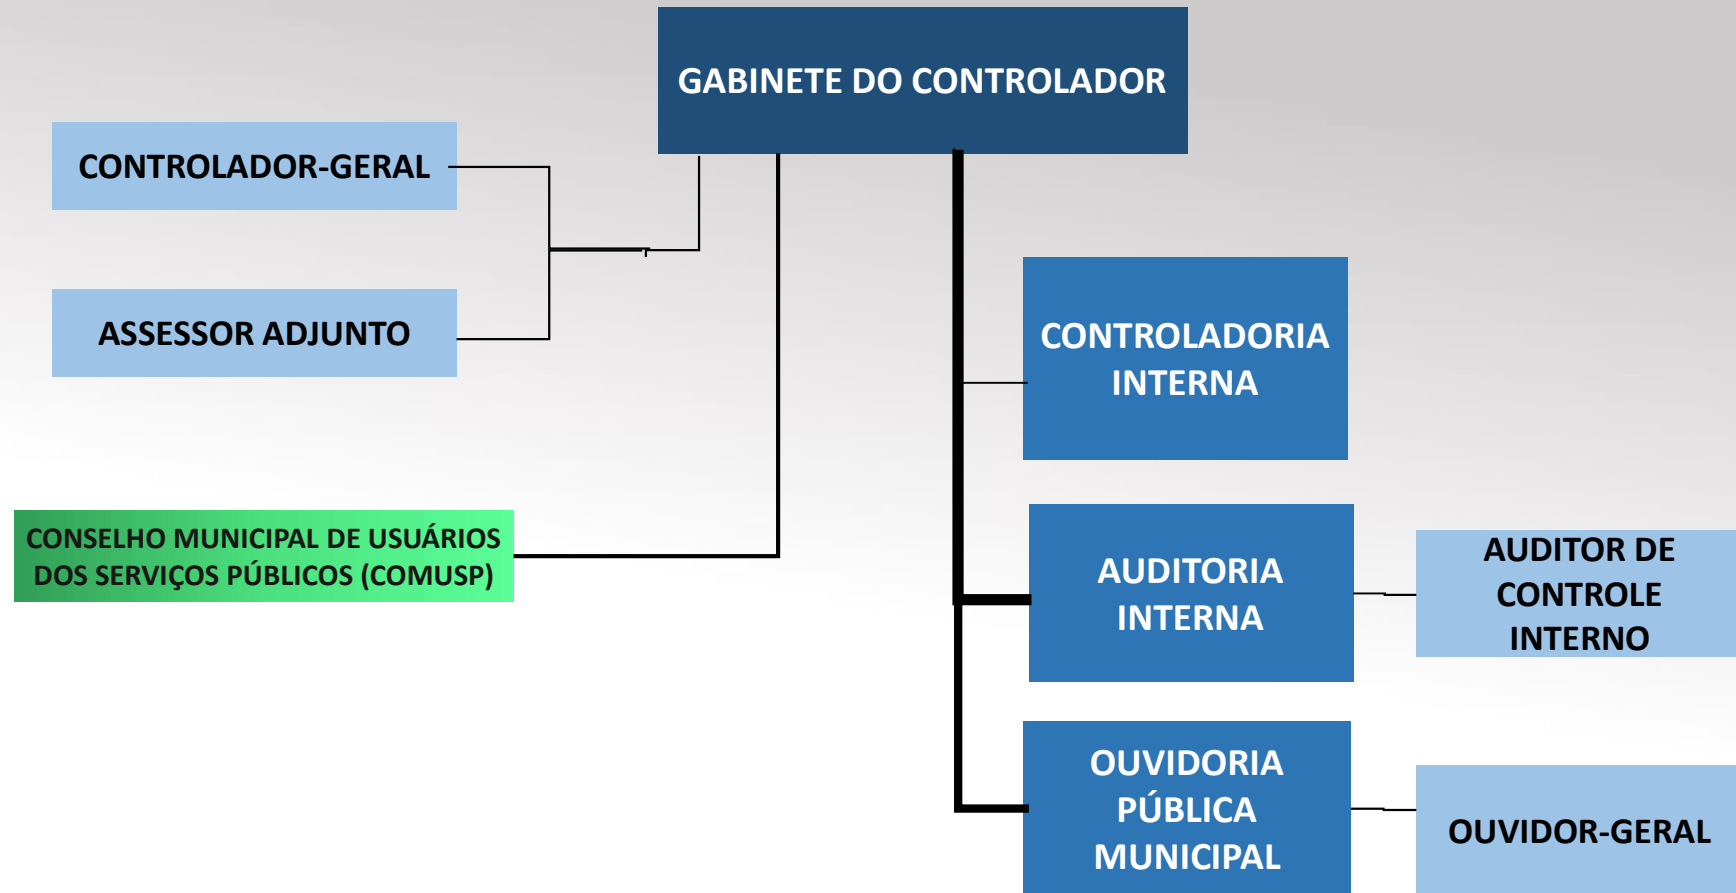 GABINETE DO CONTROLADOR
CONTROLADOR-GERAL
ASSESSOR ADJUNTO
CONTROLADORIA
INTERNA
CONSELHO MUNICIPAL DE USUÁRIOS
DOS SERVIÇOS PÚBLICOS (COMUSP)
AUDITORIA
INTERNA
AUDITOR DE
CONTROLE
INTERNO
OUVIDORIA
PÚBLICA
MUNICIPAL
OUVIDOR-GERAL